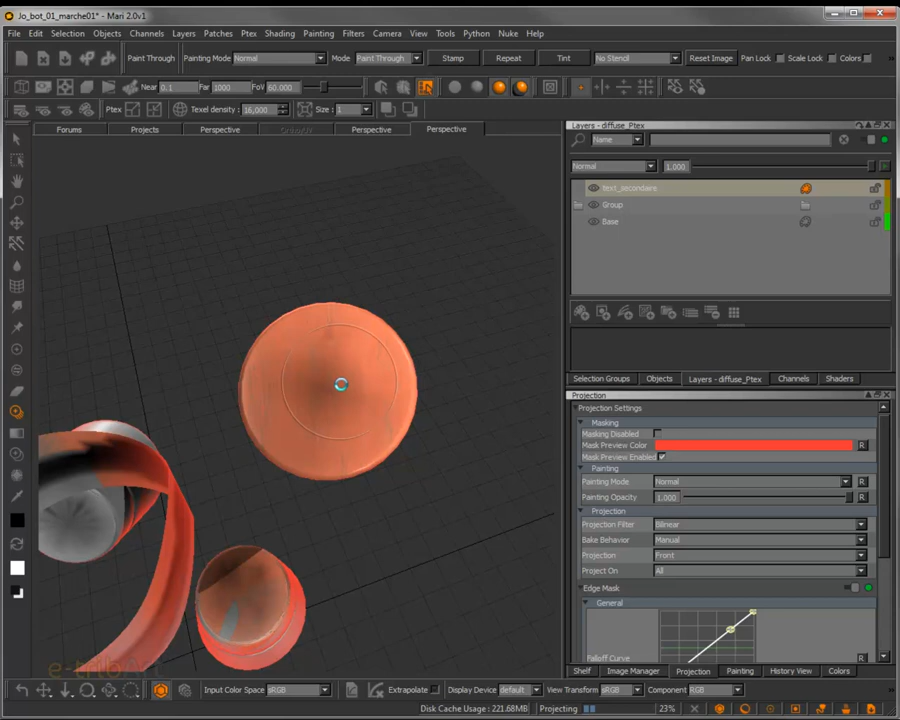 Jo_bot_01_marche01* - Mari 2.0v1
File Edit Selection Objects Channels Layers Patches Ptex Shading Painting Filters Camera View Tools Python Nuke Help
Paint Through Painting Mode Normal Mode Paint Through Stamp Repeat Tint No Stencil Reset Image Pan Lock Scale Lock Colors
Near 0.1 Far 1000 FoV 60.000
Ptex Texel density: 16,000 Size: 1
Forums Projects Perspective Perspective Perspective
Layers - diffuse_Ptex
Name
Normal 1.000
text_secondaire
Group
Base
Selection Groups Objects Layers - diffuse_Ptex Channels Shaders
Projection
Projection Settings
Masking
Masking Disabled
Mask Preview Color R
Mask Preview Enabled
Painting
Painting Mode Normal R
Painting Opacity 1.000 R
Projection
Projection Filter Bilinear
Bake Behavior Manual
Projection Front
Project On All
Edge Mask
General
Falloff Curve
e-tribArt
Shelf Image Manager Projection Painting History View Colors
Input Color Space sRGB Extrapolate Display Device default View Transform sRGB Component RGB
Disk Cache Usage: 221.68MB Projecting 23%